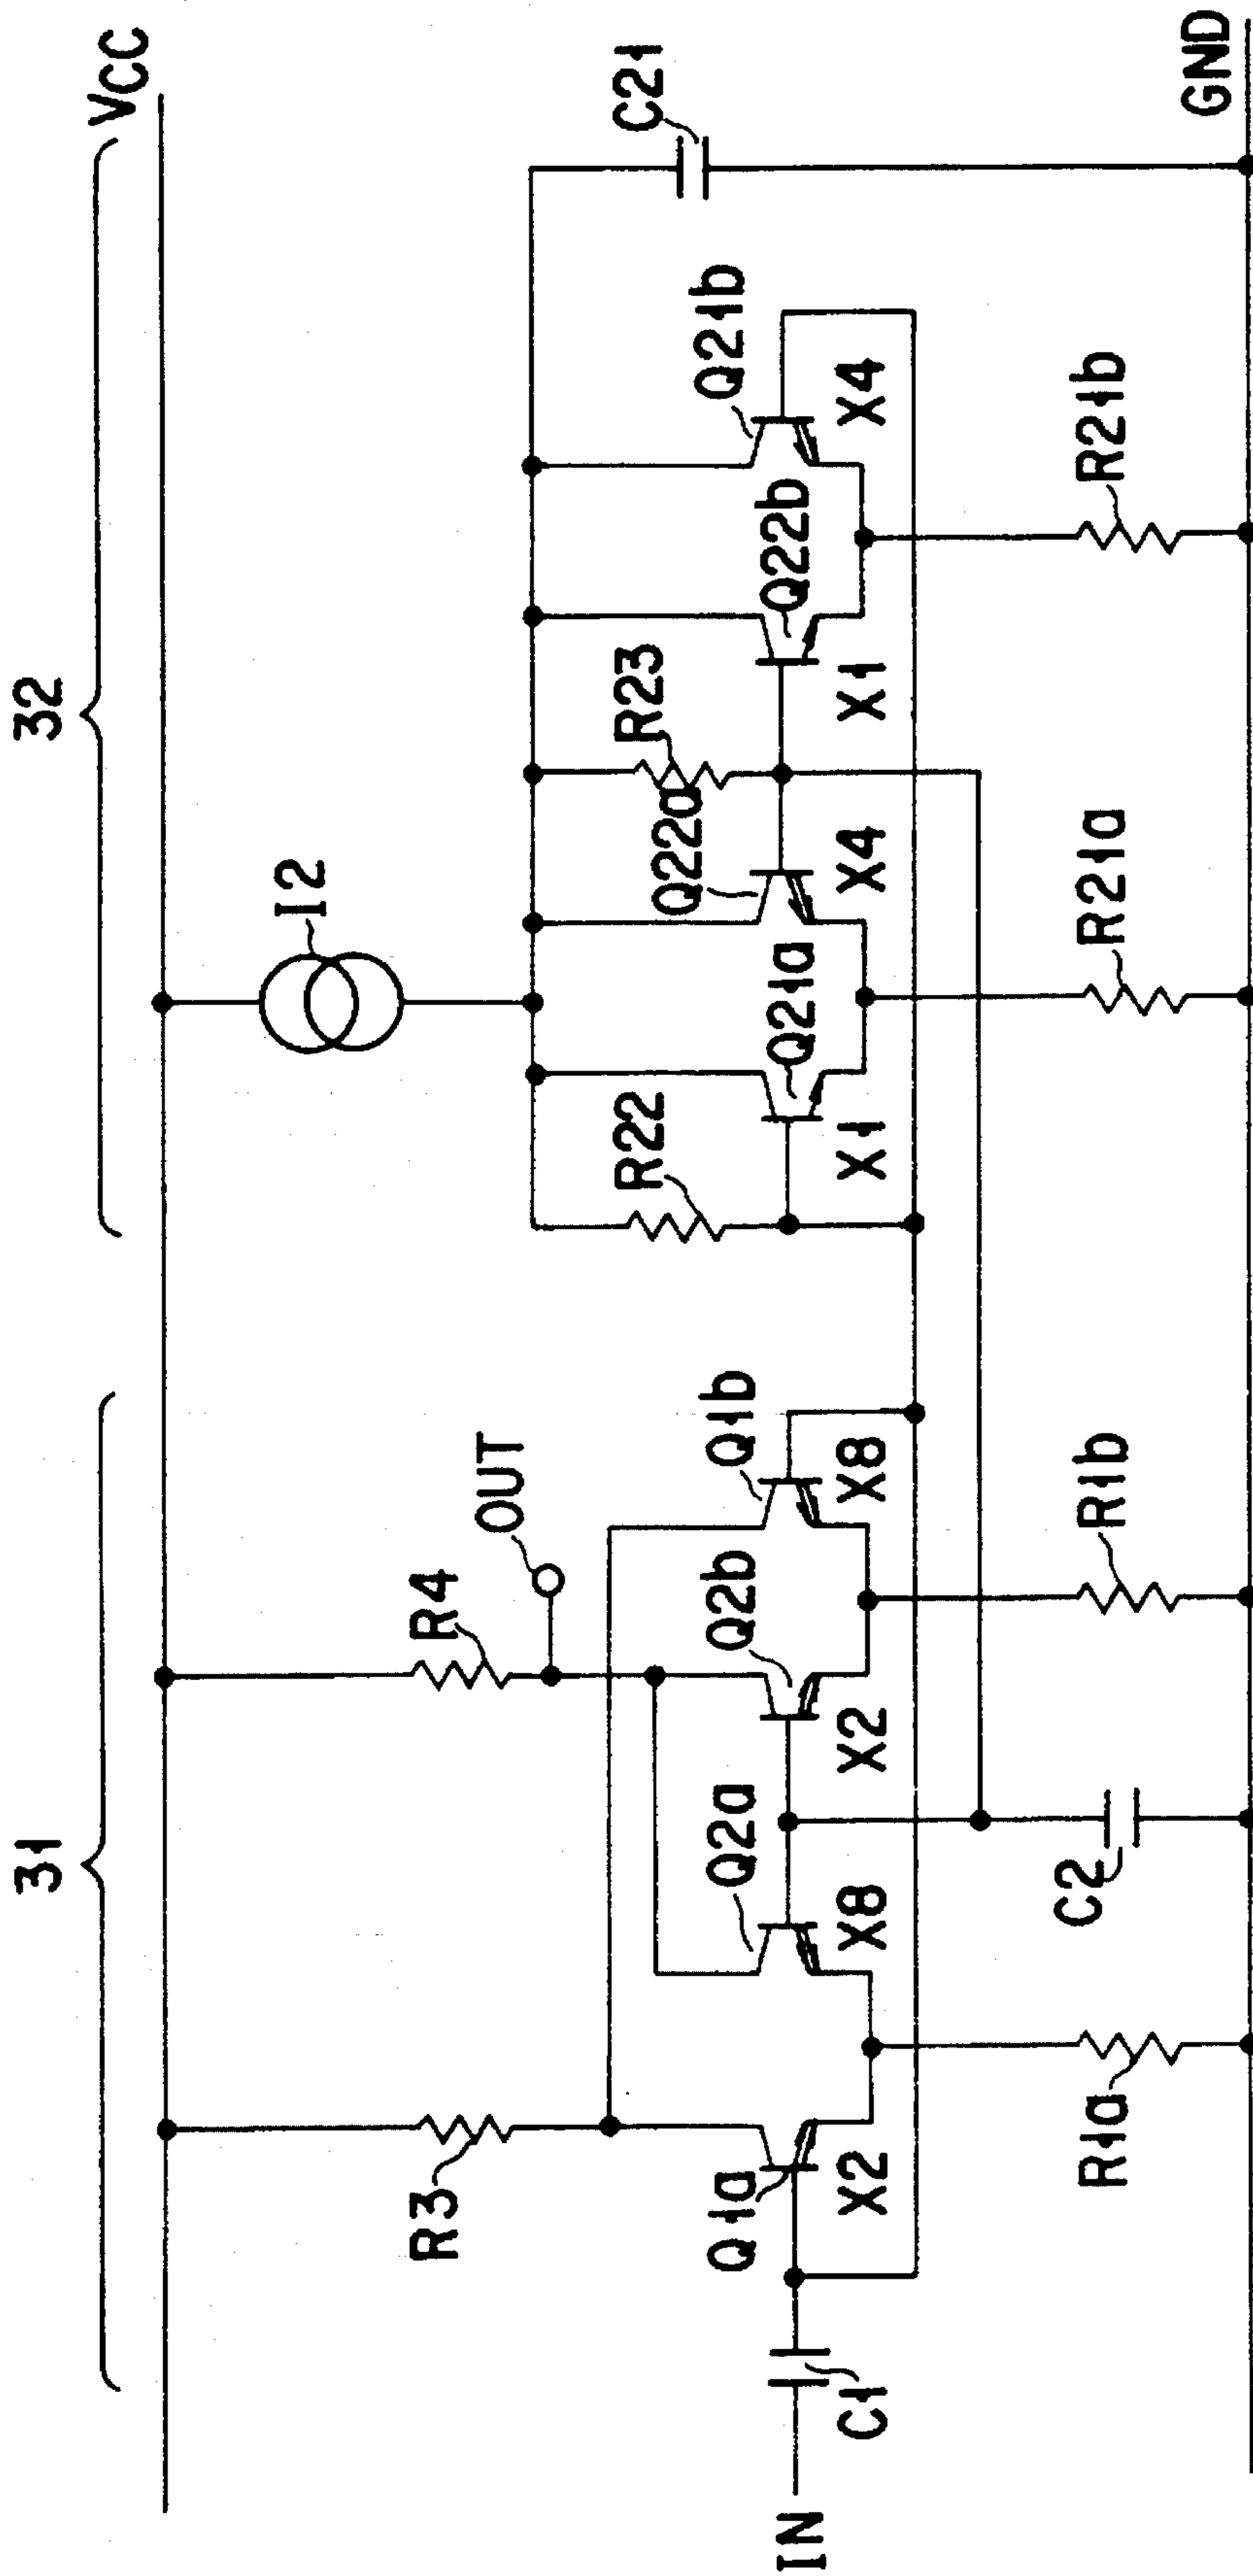 31
32
VCC
I2
R3
R4
OUT
R22
R23
C21
Q1a
Q2a
Q2b
Q1b
Q21a
Q22a
Q22b
Q21b
IN
C1
X2
X8
X2
X8
X1
X4
X1
X4
R1a
C2
R1b
R21a
R21b
GND